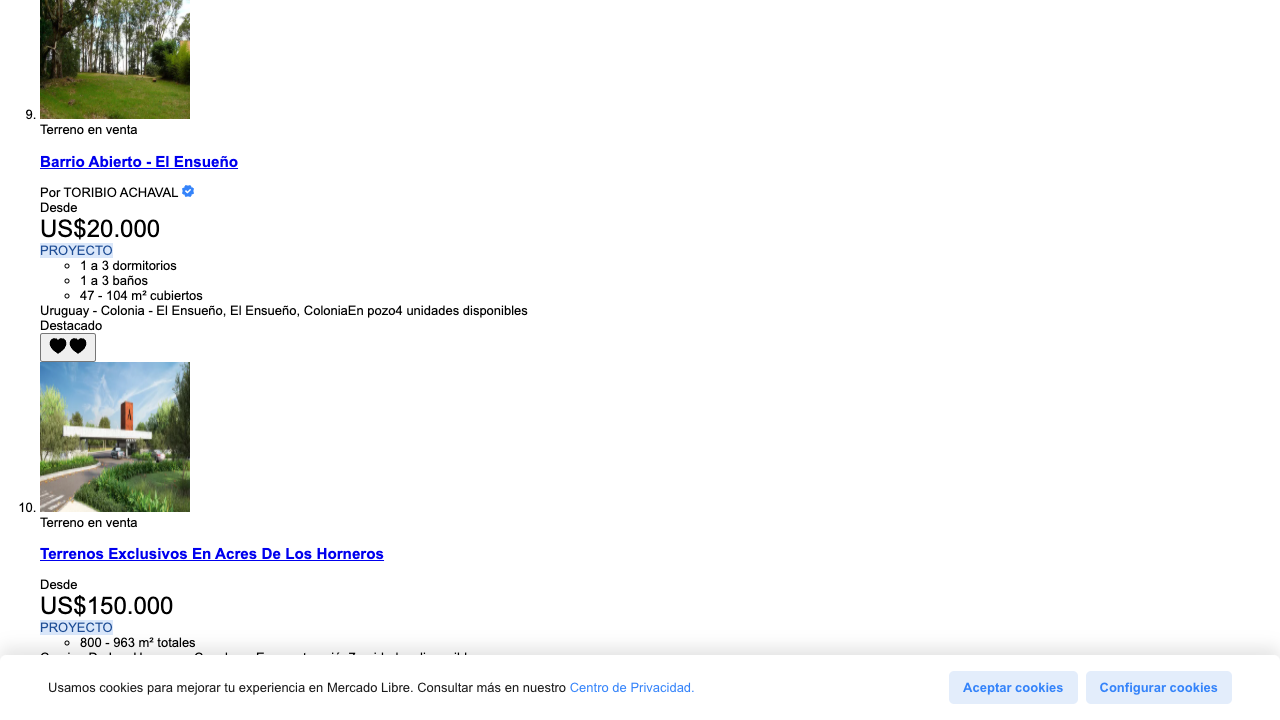 9.
Terreno en venta
Barrio Abierto - El Ensueño
Por TORIBIO ACHAVAL
Desde
US$20.000
PROYECTO
1 a 3 dormitorios
1 a 3 baños
47 - 104 m² cubiertos
Uruguay - Colonia - El Ensueño, El Ensueño, ColoniaEn pozo4 unidades disponibles
Destacado
A
10.
Terreno en venta
Terrenos Exclusivos En Acres De Los Horneros
Desde
US$150.000
PROYECTO
800 - 963 m² totales
Usamos cookies para mejorar tu experiencia en Mercado Libre. Consultar más en nuestro Centro de Privacidad.
Aceptar cookies
Configurar cookies